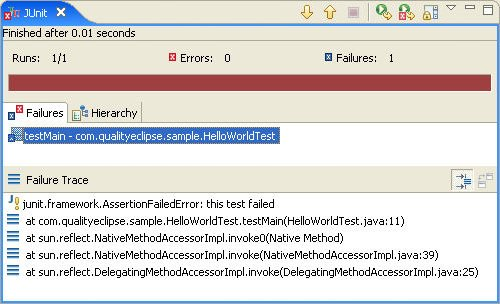 JUnit
Finished after 0.01 seconds
Runs: 1/1 Errors: 0 Failures: 1
Failures Hierarchy
testMain - com.qualityeclipse.sample.HelloWorldTest
Failure Trace
junit.framework.AssertionFailedError: this test failed
at com.qualityeclipse.sample.HelloWorldTest.testMain(HelloWorldTest.java:11)
at sun.reflect.NativeMethodAccessorImpl.invoke0(Native Method)
at sun.reflect.NativeMethodAccessorImpl.invoke(NativeMethodAccessorImpl.java:39)
at sun.reflect.DelegatingMethodAccessorImpl.invoke(DelegatingMethodAccessorImpl.java:25)